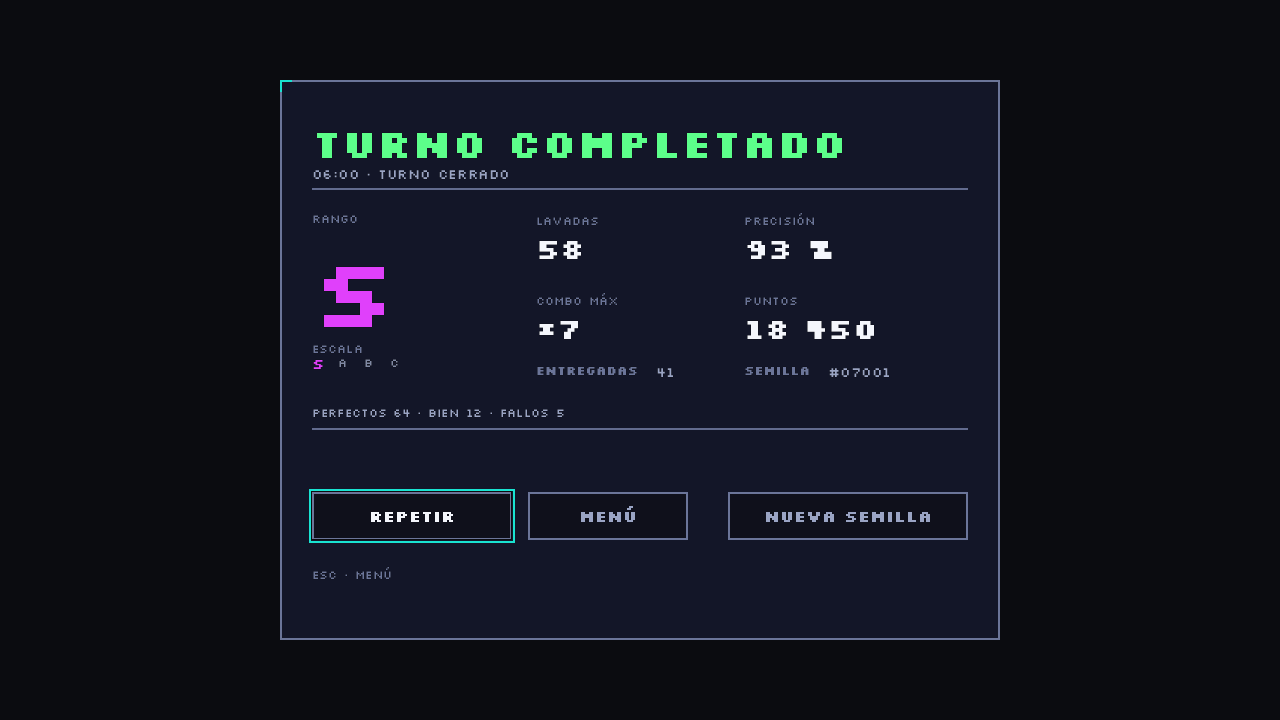 TURNO COMPLETADO
06:00 · TURNO CERRADO
RANGO
S
ESCALA
S A B C
LAVADAS
58
PRECISIÓN
93 %
COMBO MÁX
×7
PUNTOS
18 450
ENTREGADAS 41
SEMILLA #07001
PERFECTOS 64 · BIEN 12 · FALLOS 5
REPETIR
MENÚ
NUEVA SEMILLA
ESC · MENÚ